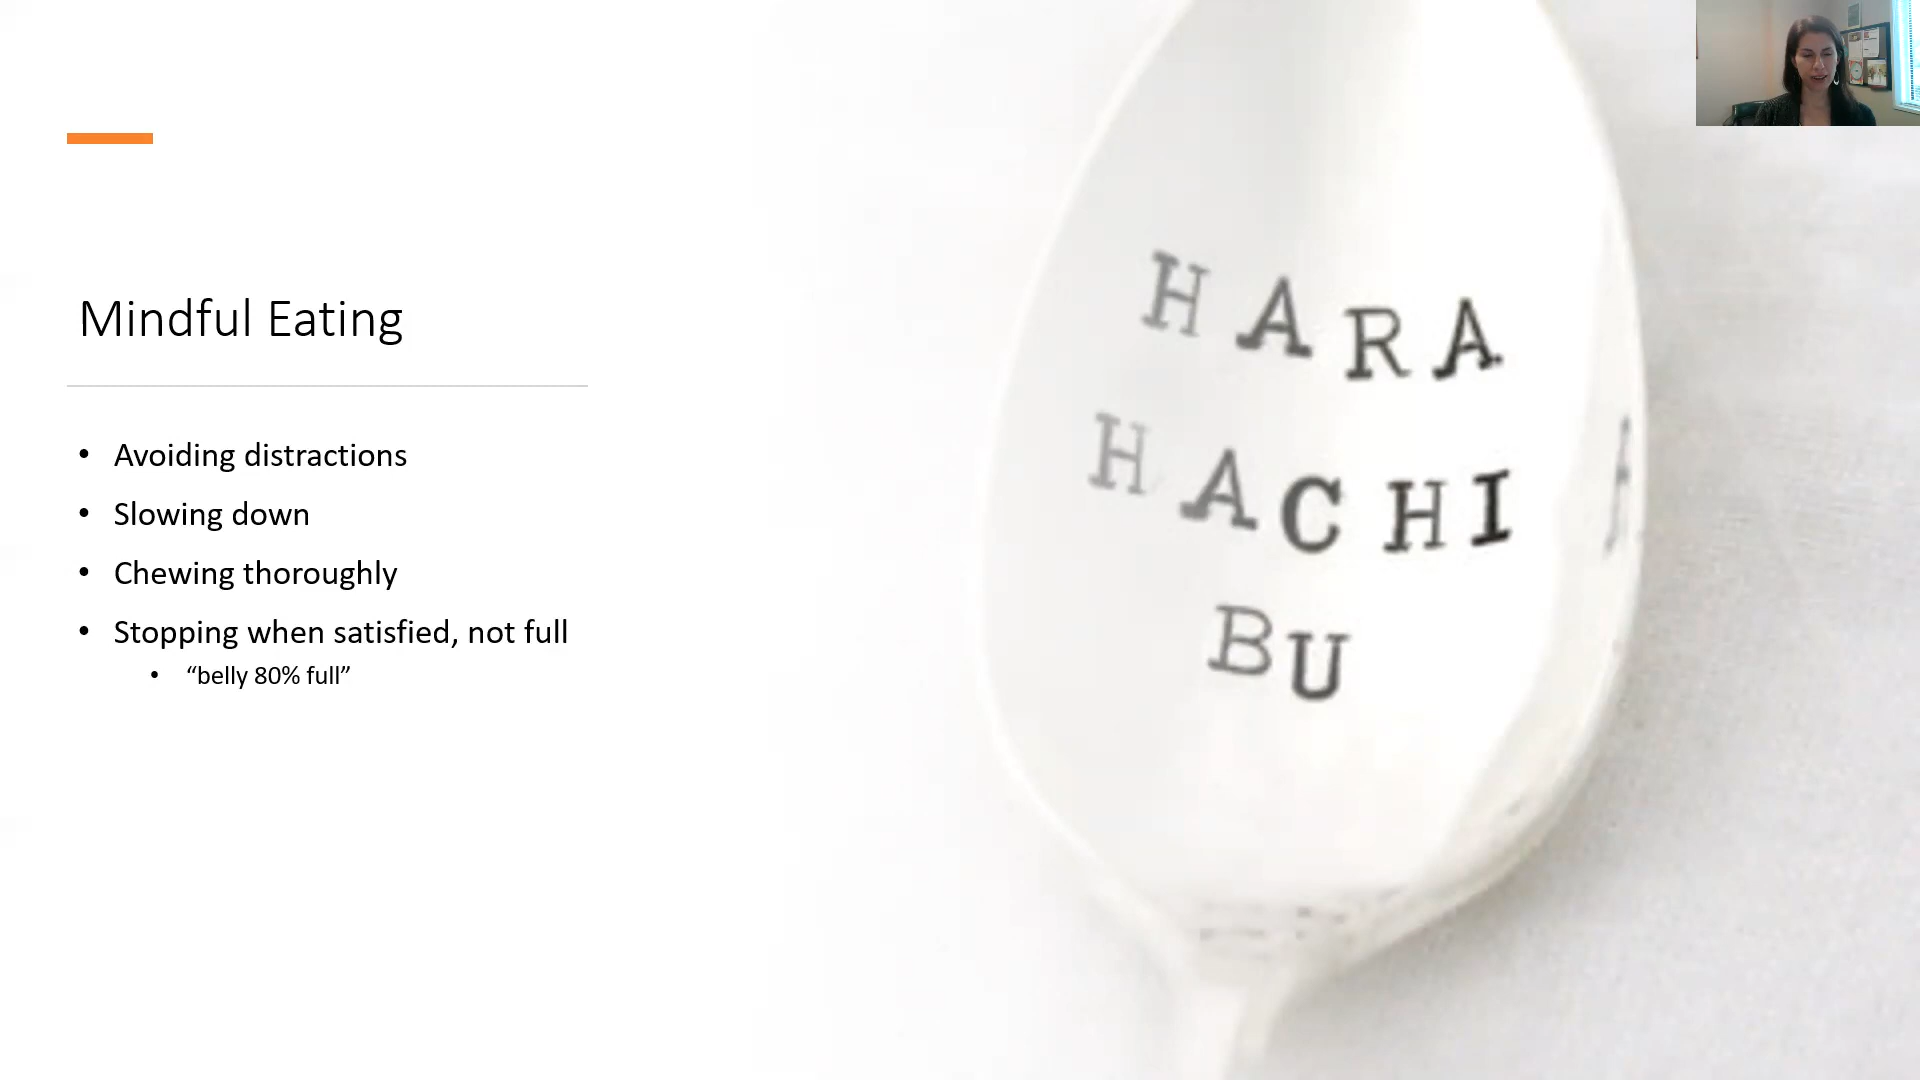 Mindful Eating
• Avoiding distractions
• Slowing down
• Chewing thoroughly
• Stopping when satisfied, not full
• “belly 80% full”
HARA
HACHI
BU